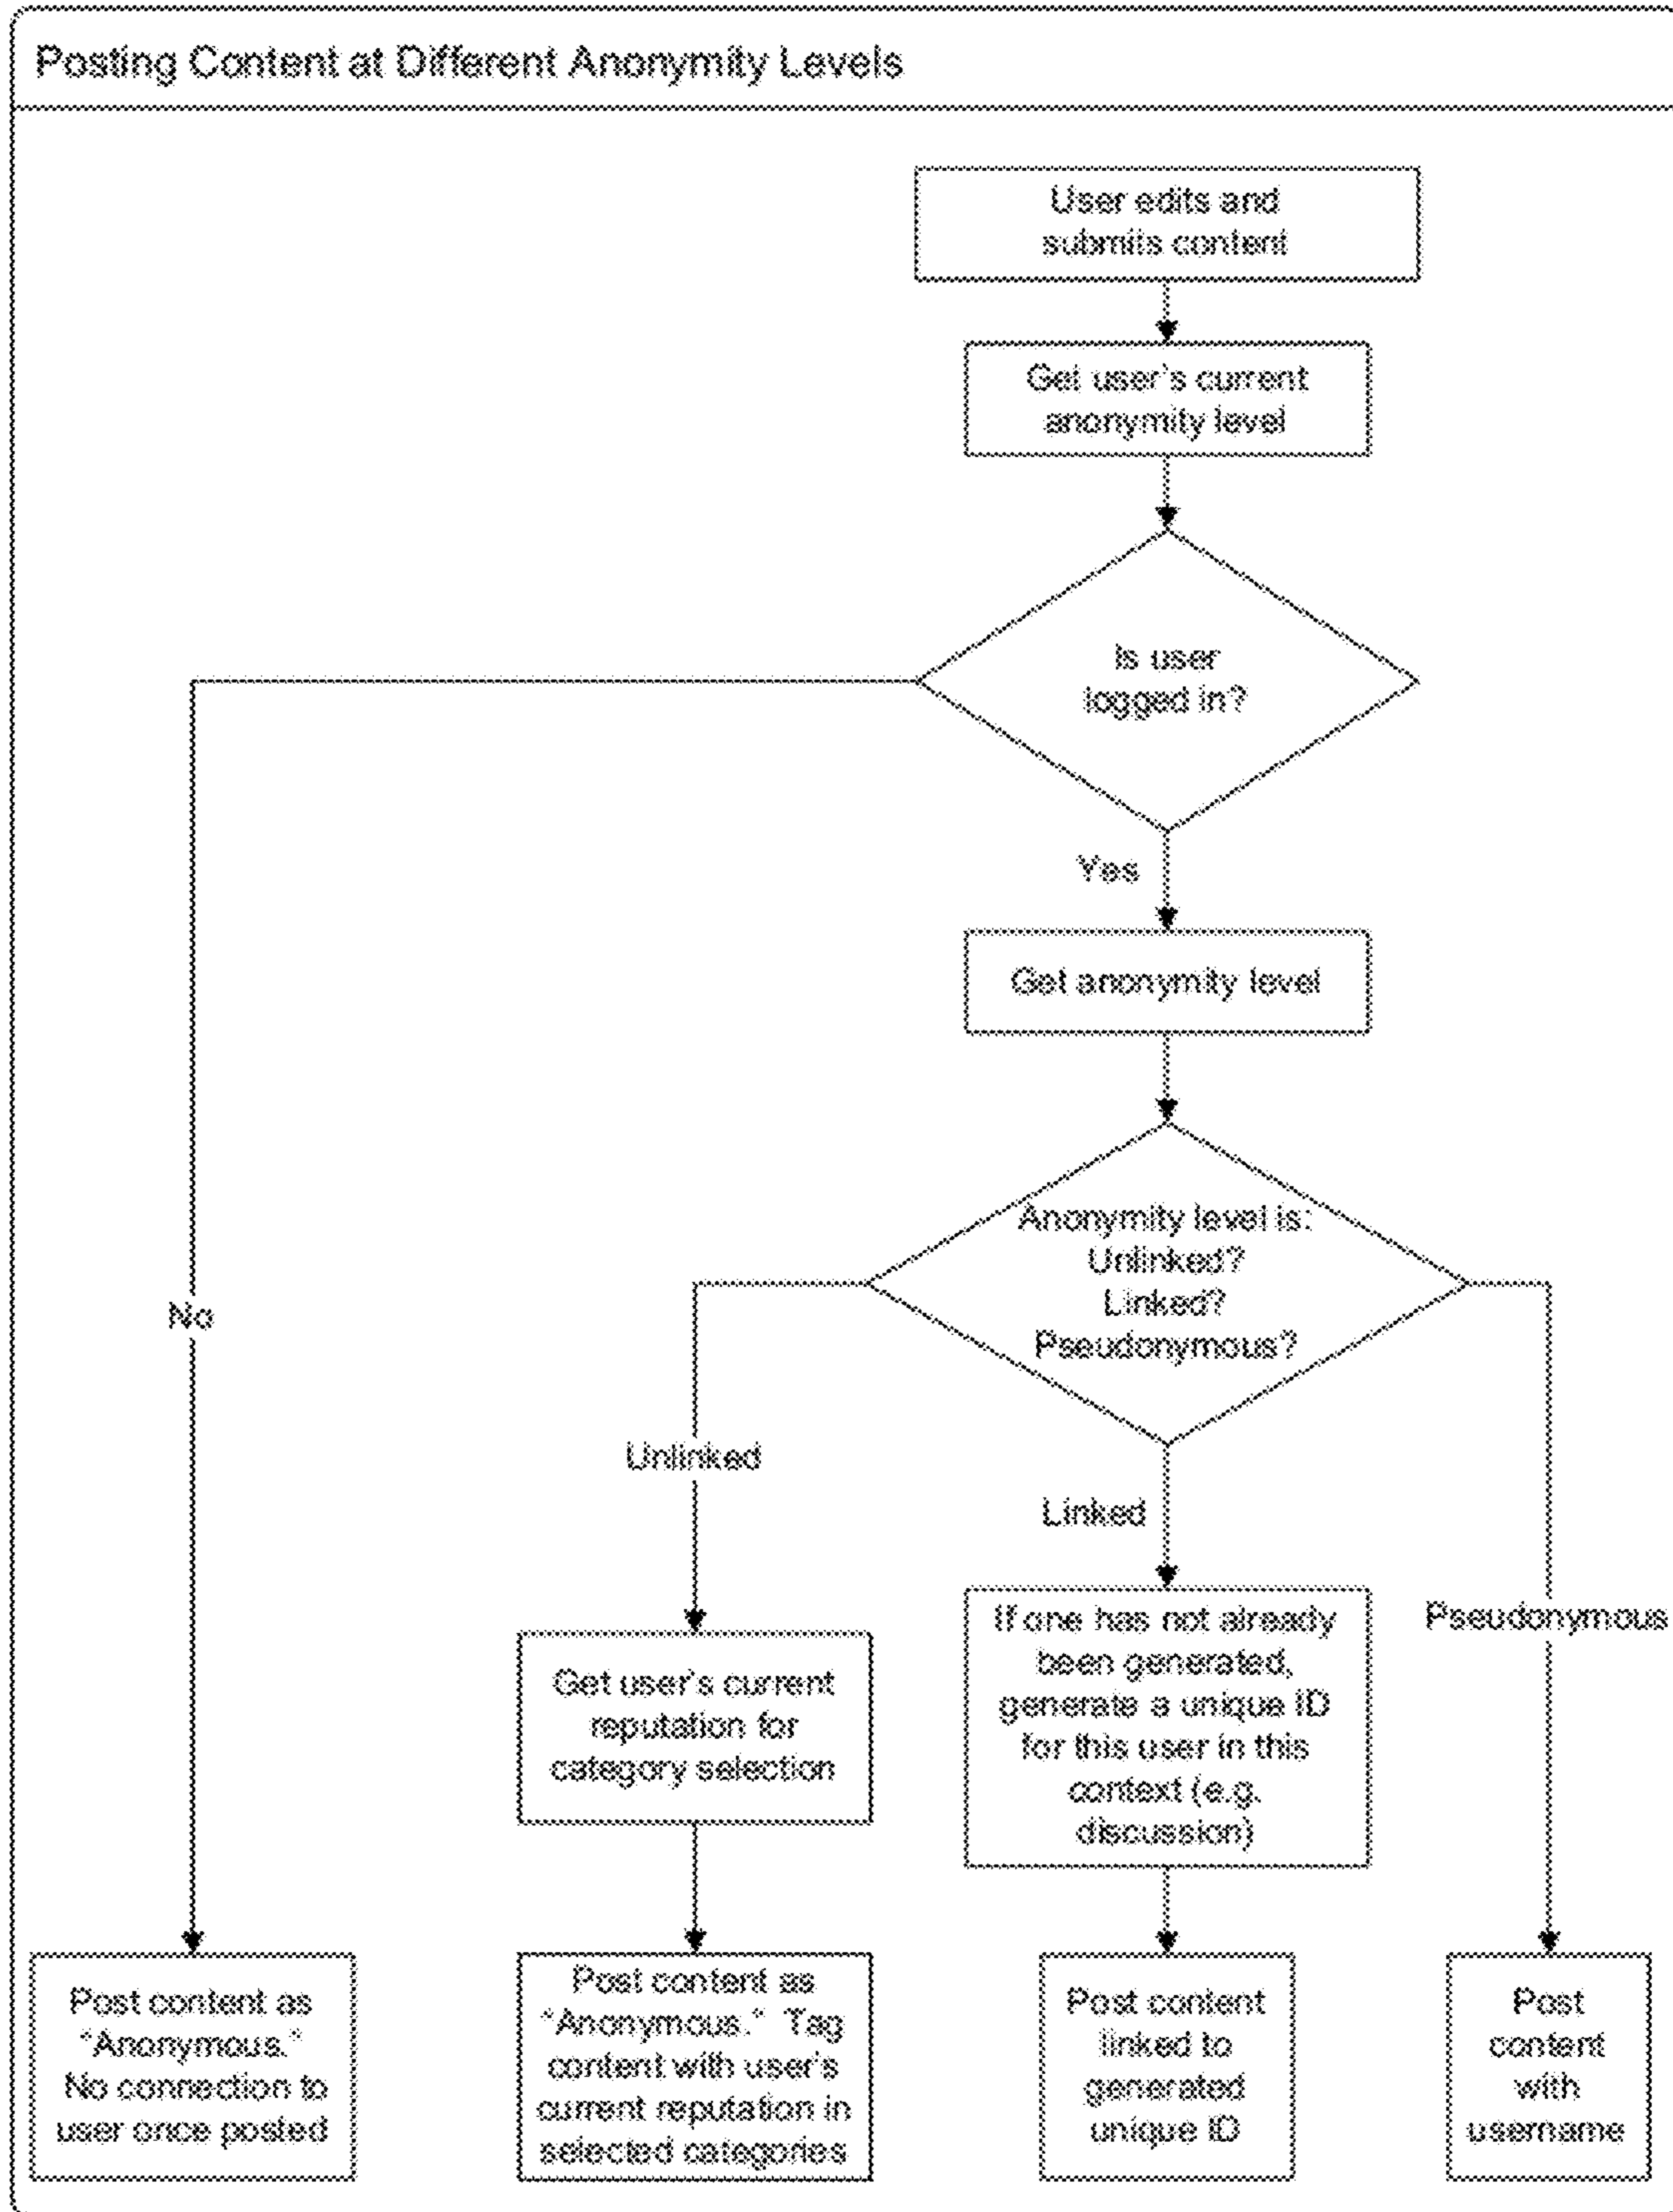 Posting Content at Different Anonymity Levels
User edits and
submits content
Get user's current
anonymity level
Is user
logged in?
Yes
Get anonymity level
Anonymity level is:
Unlinked?
Linked?
Pseudonymous?
No
Unlinked
Linked
Pseudonymous
Get user's current
reputation for
category selection
If one has not already
been generated,
generate a unique ID
for this user in this
context (e.g.
discussion)
Post content as
"Anonymous."
No connection to
user once posted
Post content as
"Anonymous." Tag
content with user's
current reputation in
selected categories
Post content
linked to
generated
unique ID
Post
content
with
username